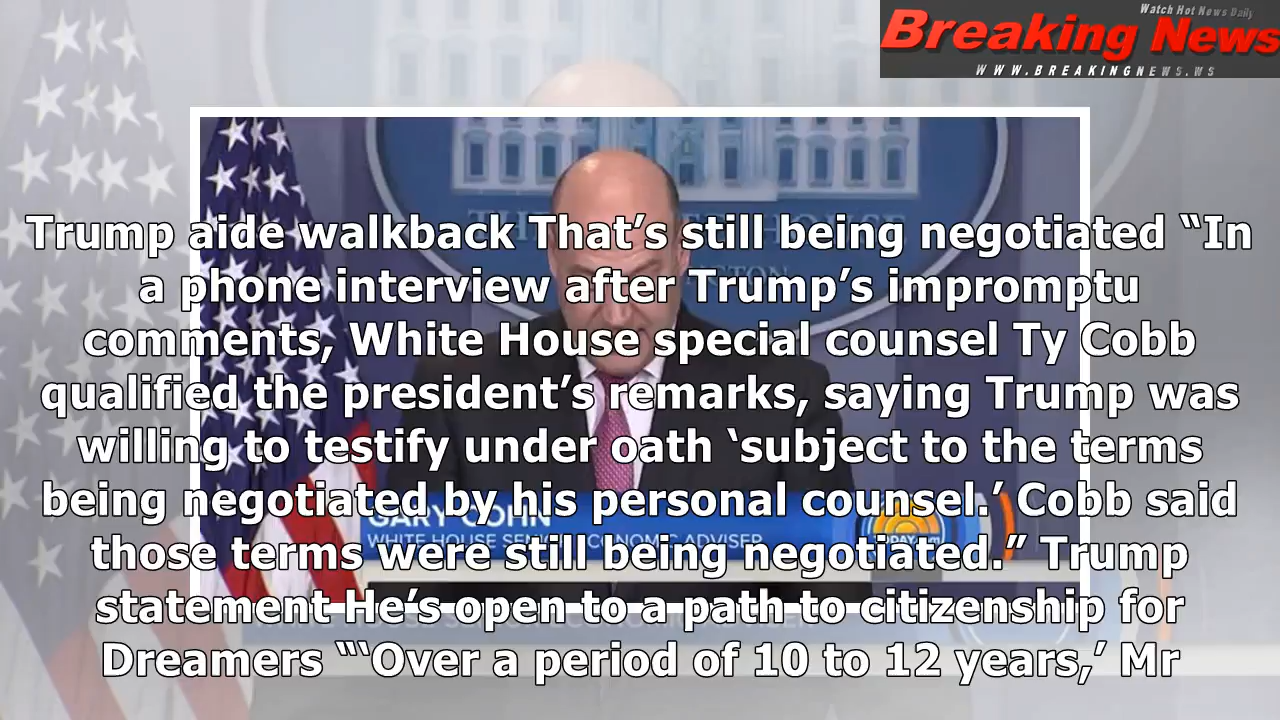 Watch Hot News Daily
Breaking News
WWW.BREAKINGNEWS.WS
Trump aide walkback That’s still being negotiated “In
a phone interview after Trump’s impromptu
comments, White House special counsel Ty Cobb
qualified the president’s remarks, saying Trump was
willing to testify under oath ‘subject to the terms
being negotiated by his personal counsel.’ Cobb said
GARY COHN
WHITE HOUSE SENIOR ECONOMIC ADVISER
those terms were still being negotiated.” Trump
statement He’s open to a path to citizenship for
Dreamers “‘Over a period of 10 to 12 years,’ Mr